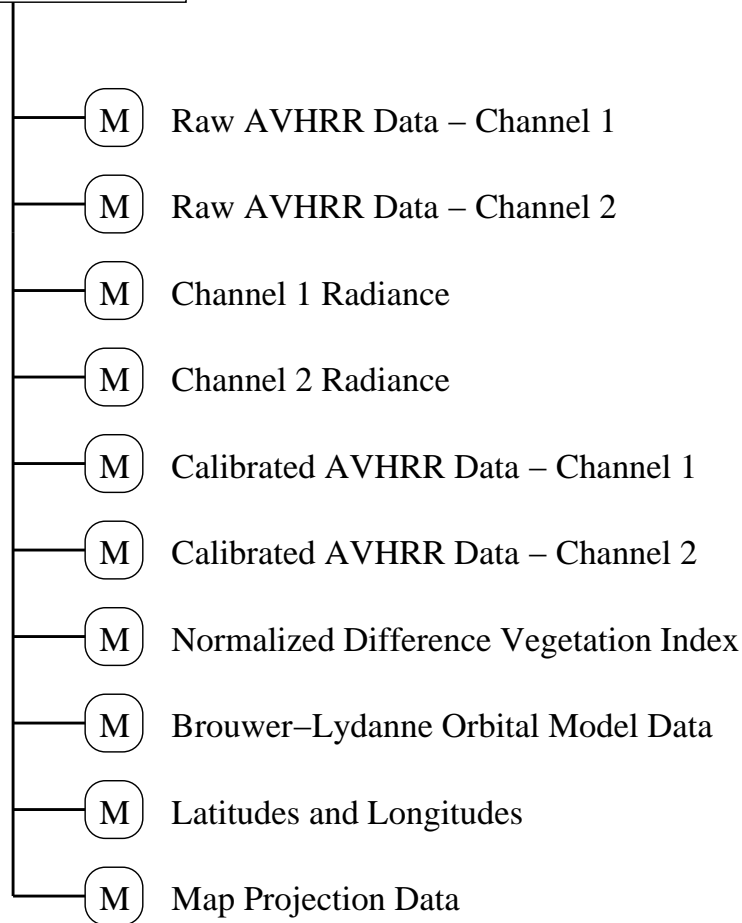 M Raw AVHRR Data − Channel 1
M Raw AVHRR Data − Channel 2
M Channel 1 Radiance
M Channel 2 Radiance
M Calibrated AVHRR Data − Channel 1
M Calibrated AVHRR Data − Channel 2
M Normalized Difference Vegetation Index
M Brouwer−Lydanne Orbital Model Data
M Latitudes and Longitudes
M Map Projection Data